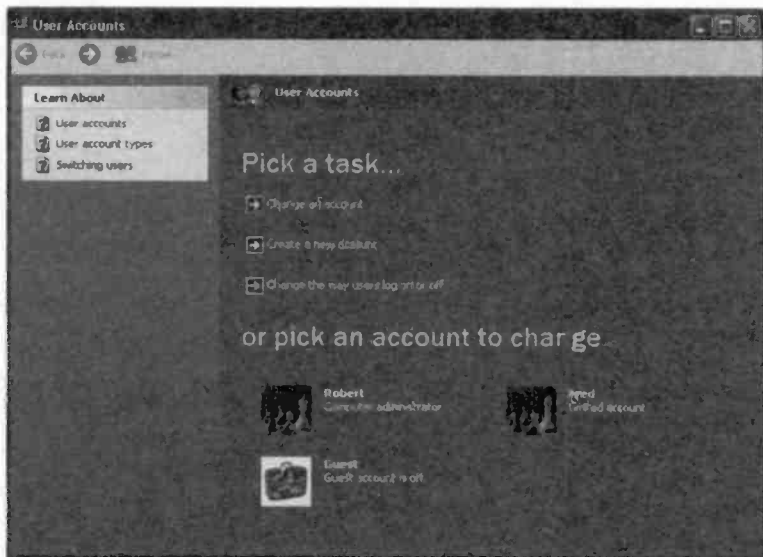 User Accounts
Back Home
Learn About
User accounts
User account types
Switching users
User Accounts
Pick a task...
Change an account
Create a new account
Change the way users log on or off
or pick an account to change
Robert
Computer administrator
Limited account
Guest
Guest account is off